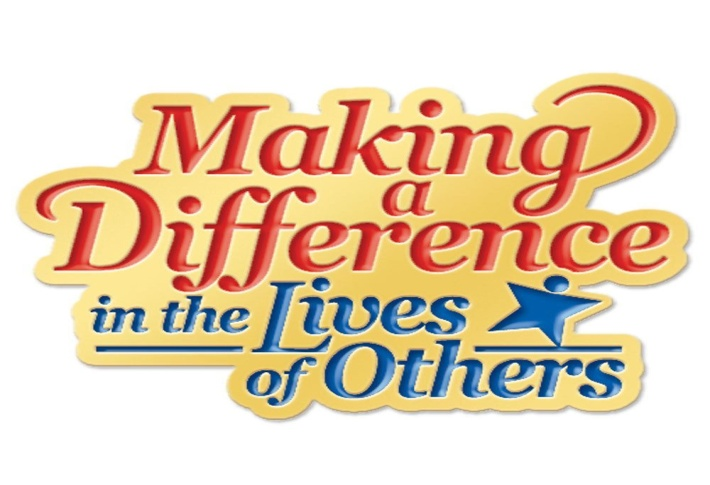 Making
a
Difference
in the Lives
of Others